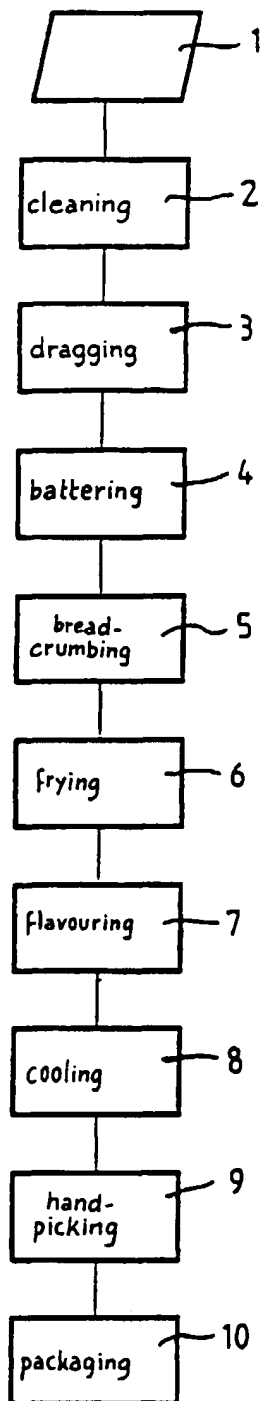 1
cleaning 2
dragging 3
battering 4
bread-
crumbing 5
frying 6
flavouring 7
cooling 8
hand-
picking 9
packaging 10